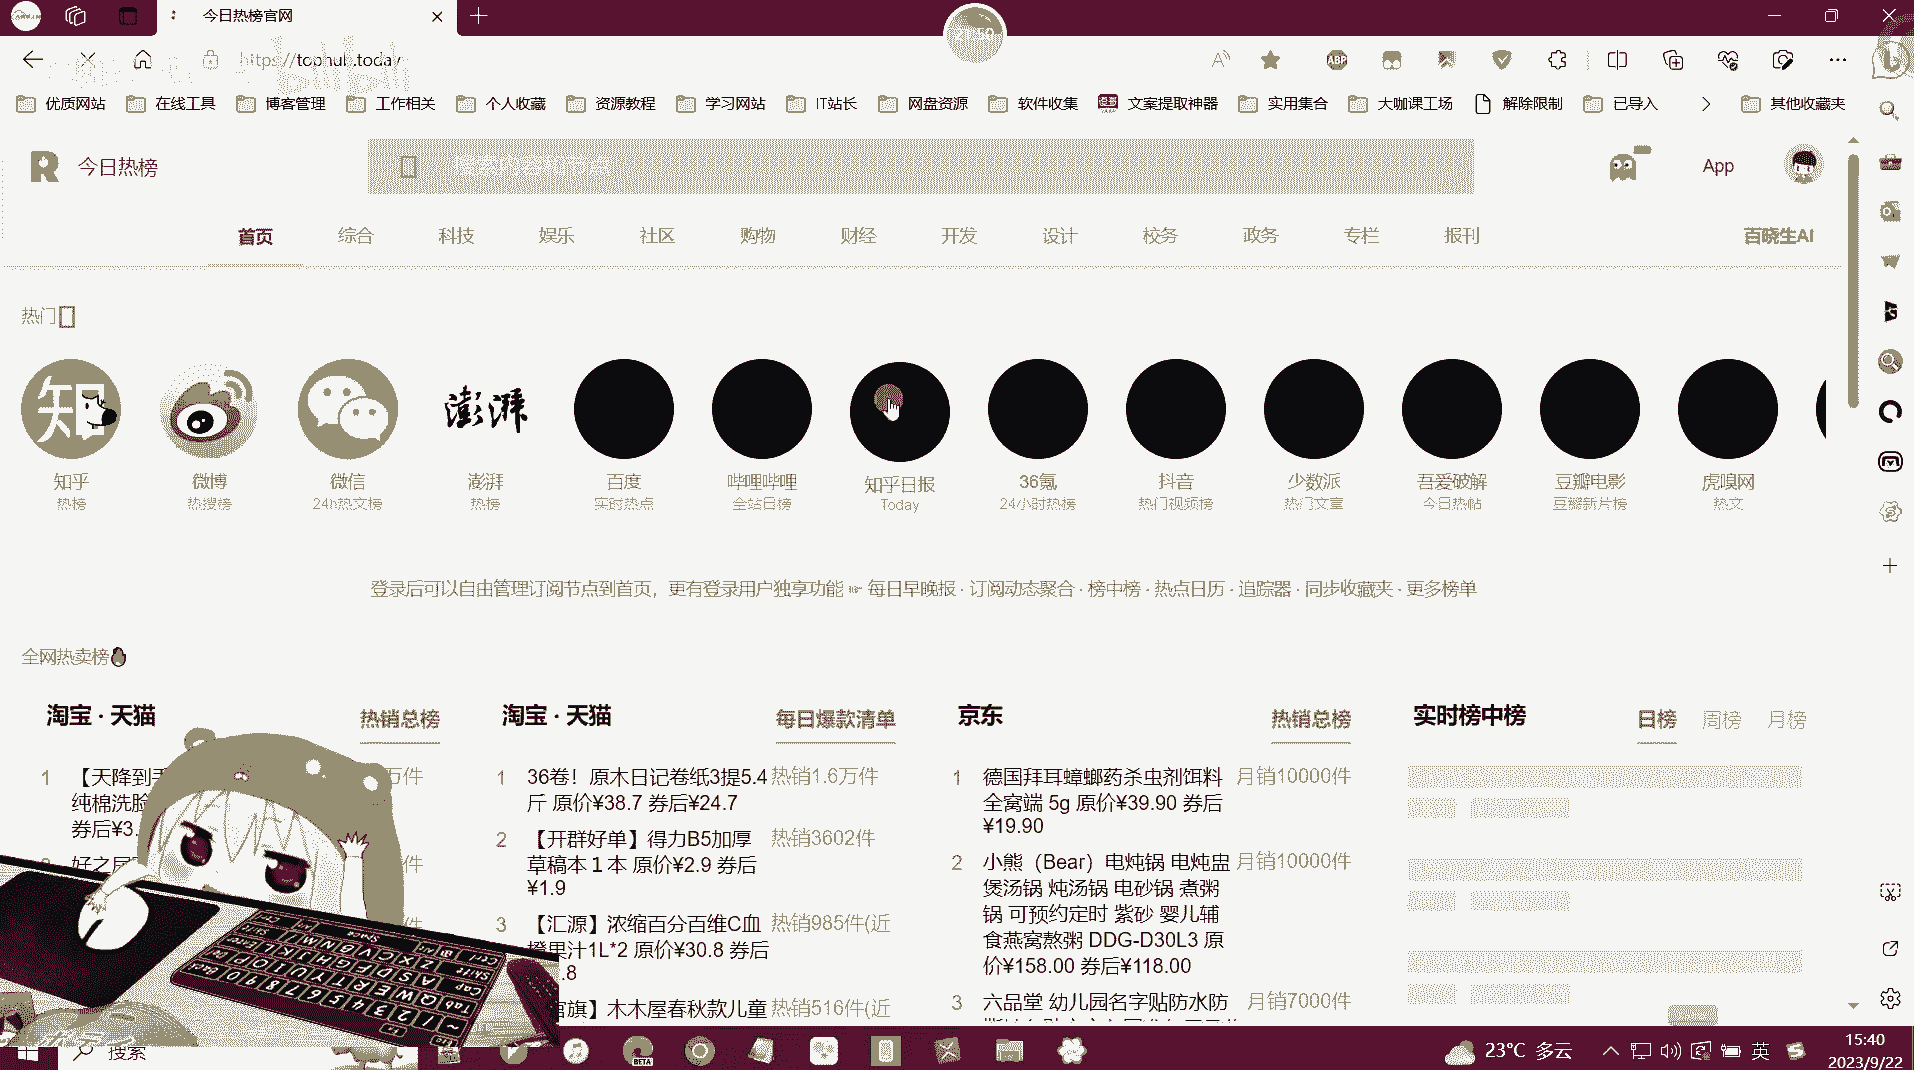 今日热榜官网
https://tophub.today
优质网站 在线工具 博客管理 工作相关 个人收藏 资源教程 学习网站 IT站长 网盘资源 软件收集 文案提取神器 实用集合 大咖课工场 解除限制 已导入 其他收藏夹
今日热榜
搜索内容和节点
App
首页 综合 科技 娱乐 社区 购物 财经 开发 设计 校务 政务 专栏 报刊 百晓生AI
热门
知乎 微博 微信 澎湃 百度 哔哩哔哩 知乎日报 36氪 抖音 少数派 吾爱破解 豆瓣电影 虎嗅网
热榜 热搜榜 24h热文榜 热榜 实时热点 全站日榜 Today 24小时热榜 热门视频榜 热门文章 今日热帖 豆瓣新片榜 热文
登录后可以自由管理订阅节点到首页，更有登录用户独享功能 ☞ 每日早晚报 · 订阅动态聚合 · 榜中榜 · 热点日历 · 追踪器 · 同步收藏夹 · 更多榜单
全网热卖榜
淘宝 · 天猫 热销总榜
1 【天降到手
纯棉洗脸
券后¥3.
万件
件
件
淘宝 · 天猫 每日爆款清单
1 36卷！原木日记卷纸3提5.4 热销1.6万件
斤 原价¥38.7 券后¥24.7
2 【开群好单】得力B5加厚 热销3602件
草稿本１本 原价¥2.9 券后
¥1.9
3 【汇源】浓缩百分百维C血 热销985件(近
橙果汁1L*2 原价¥30.8 券后
.8
官旗】木木屋春秋款儿童 热销516件(近
京东 热销总榜
1 德国拜耳蟑螂药杀虫剂饵料 月销10000件
全窝端 5g 原价¥39.90 券后
¥19.90
2 小熊（Bear）电炖锅 电炖盅 月销10000件
煲汤锅 炖汤锅 电砂锅 煮粥
锅 可预约定时 紫砂 婴儿辅
食燕窝熬粥 DDG-D30L3 原
价¥158.00 券后¥118.00
3 六品堂 幼儿园名字贴防水防 月销7000件
实时榜中榜 日榜 周榜 月榜
搜索
BETA
23°C 多云
英
15:40
2023/9/22